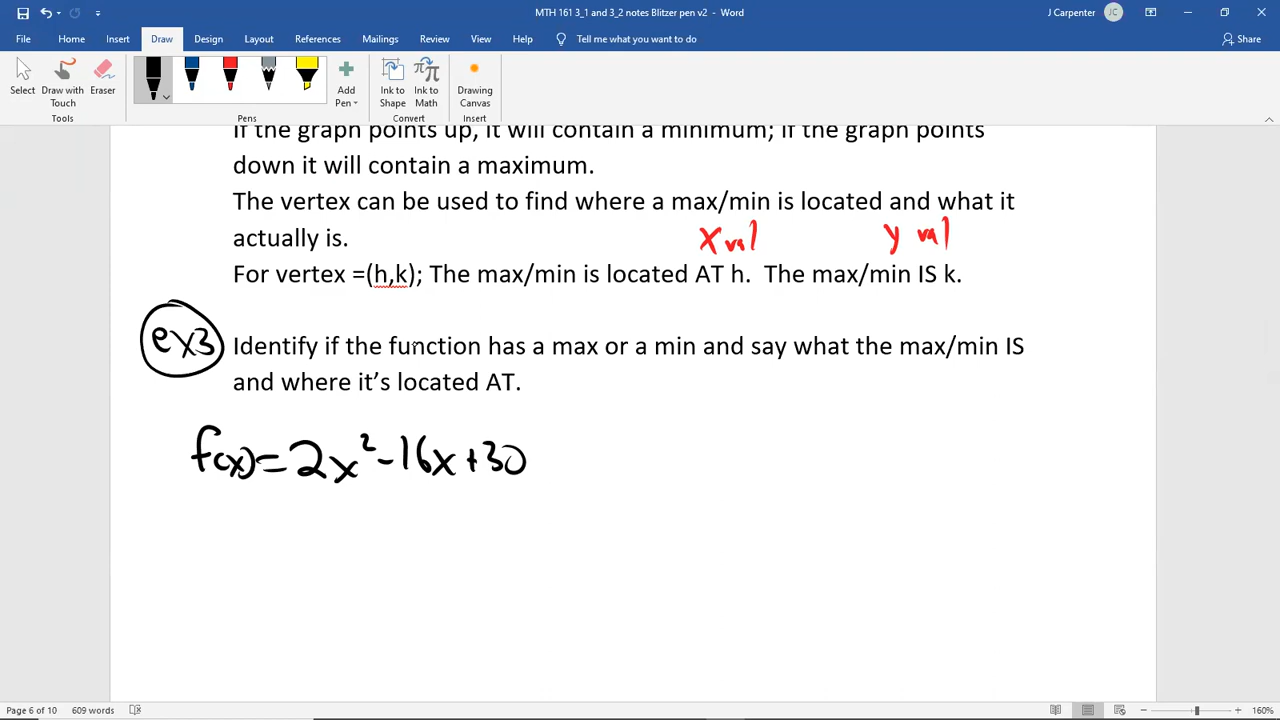 MTH 161 3_1 and 3_2 notes Blitzer pen v2 - Word
J Carpenter JC
File Home Insert Draw Design Layout References Mailings Review View Help Tell me what you want to do Share
Select Drawing with Touch Eraser Add Pen Ink to Shape Ink to Math Drawing Canvas
Tools Pens Convert Insert
If the graph points up, it will contain a minimum; if the graph points
down it will contain a maximum.
The vertex can be used to find where a max/min is located and what it
actually is.
x val y val
For vertex =(h,k); The max/min is located AT h. The max/min IS k.
ex3 Identify if the function has a max or a min and say what the max/min IS
and where it's located AT.
f(x)=2x²-16x+30
Page 6 of 10 609 words 160%